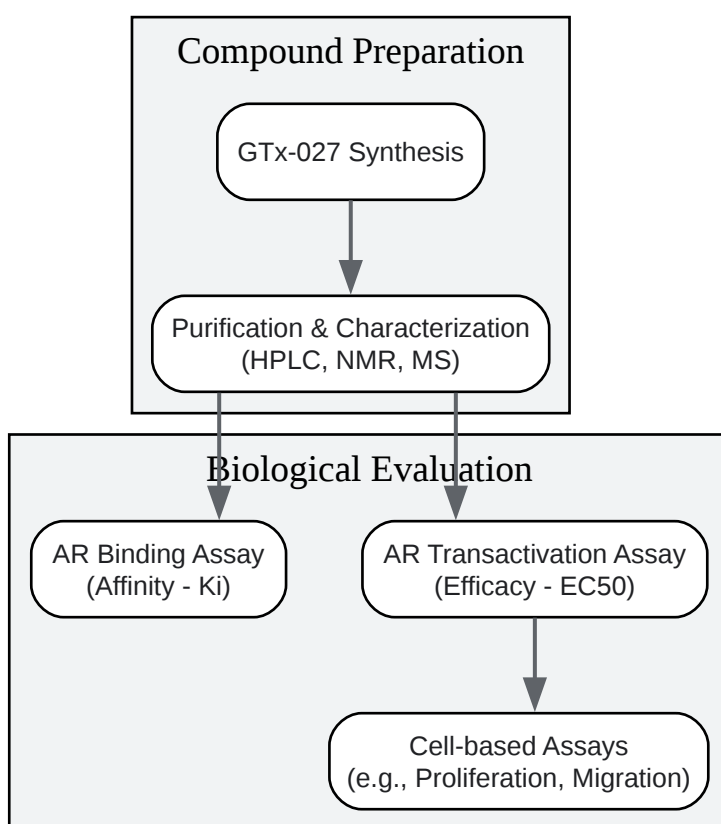 Compound Preparation
GTx-027 Synthesis
Purification & Characterization
(HPLC, NMR, MS)
Biological Evaluation
AR Binding Assay
(Affinity - Ki)
AR Transactivation Assay
(Efficacy - EC50)
Cell-based Assays
(e.g., Proliferation, Migration)